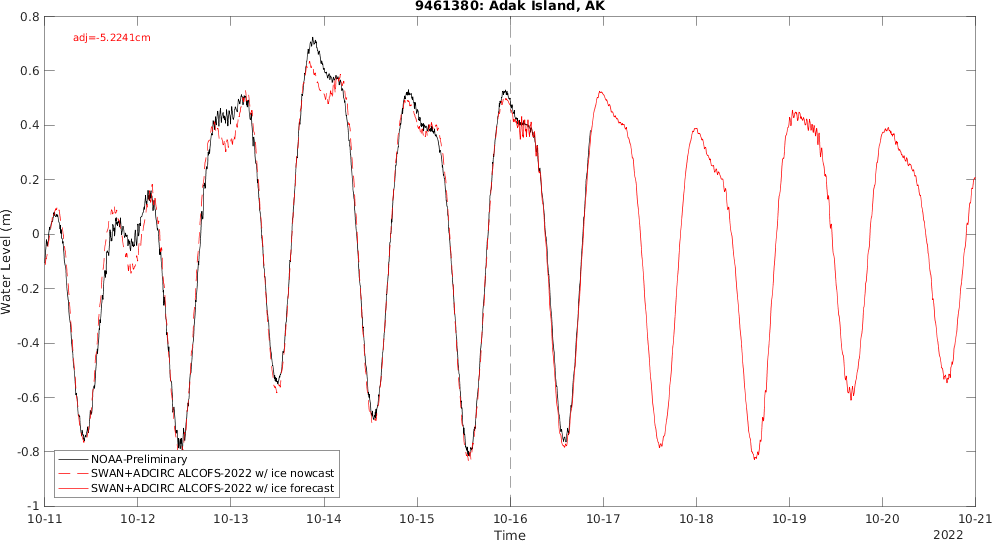 9461380: Adak Island, AK
adj=-5.2241cm
Water Level (m)
0.8
0.6
0.4
0.2
0
-0.2
-0.4
-0.6
-0.8
-1
NOAA-Preliminary
SWAN+ADCIRC ALCOFS-2022 w/ ice nowcast
SWAN+ADCIRC ALCOFS-2022 w/ ice forecast
10-11 10-12 10-13 10-14 10-15 10-16 10-17 10-18 10-19 10-20 10-21
Time
2022